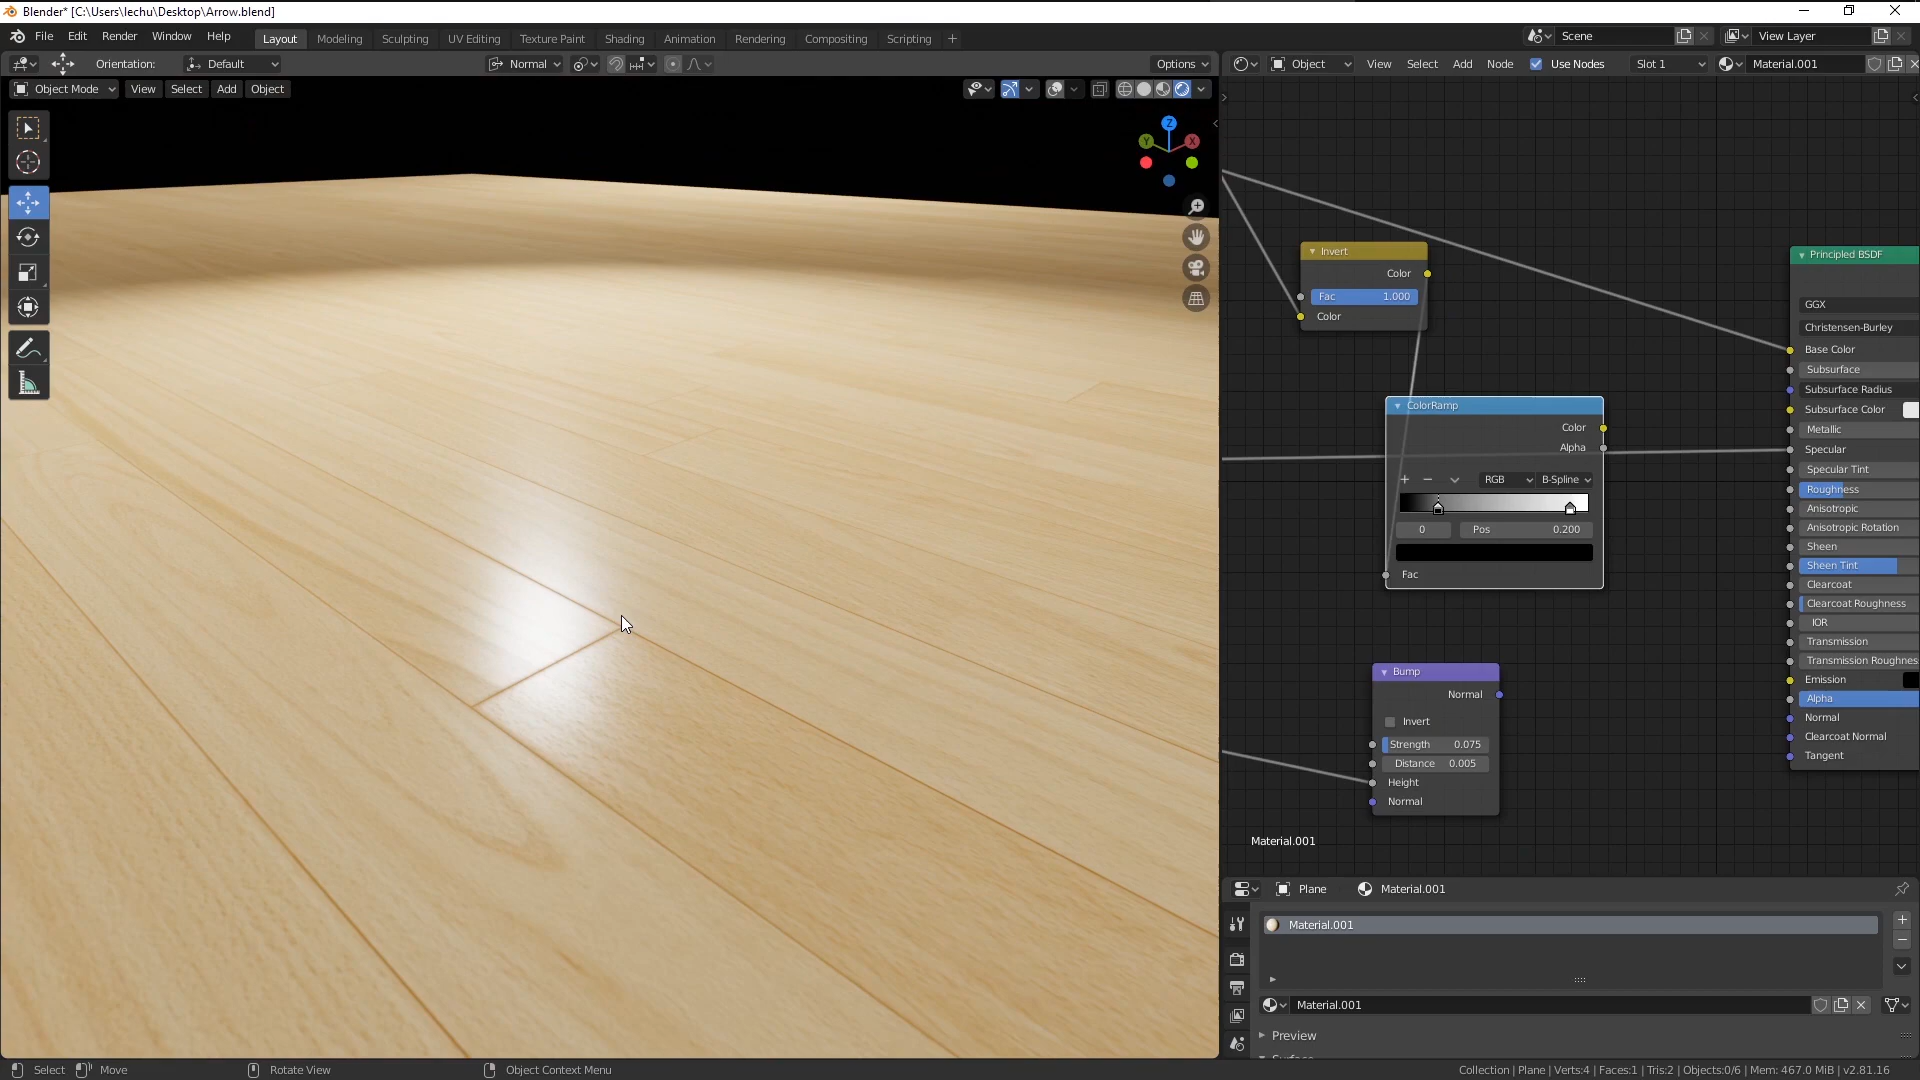 Blender* [C:\Users\lechu\Desktop\Arrow.blend]
File Edit Render Window Help Layout Modeling Sculpting UV Editing Texture Paint Shading Animation Rendering Compositing Scripting + Scene View Layer
Orientation: Default Normal Options Object View Select Add Node Use Nodes Slot 1 Material.001
Object Mode View Select Add Object
Z
Y X
Invert
Color
Fac 1.000
Color
Principled BSDF
GGX
Christensen-Burley
Base Color
Subsurface
Subsurface Radius
Subsurface Color
Metallic
Specular
Specular Tint
Roughness
Anisotropic
Anisotropic Rotation
Sheen
Sheen Tint
Clearcoat
Clearcoat Roughness
IOR
Transmission
Transmission Roughnes
Emission
Alpha
Normal
Clearcoat Normal
Tangent
ColorRamp
Color
Alpha
+ − RGB B-Spline
0 Pos 0.200
Fac
Bump
Normal
Invert
Strength 0.075
Distance 0.005
Height
Normal
Material.001
Plane Material.001
Material.001
Material.001
Preview
Surface
Select Move Rotate View Object Context Menu Collection | Plane | Verts:4 | Faces:1 | Tris:2 | Objects:0/6 | Mem: 467.0 MiB | v2.81.16